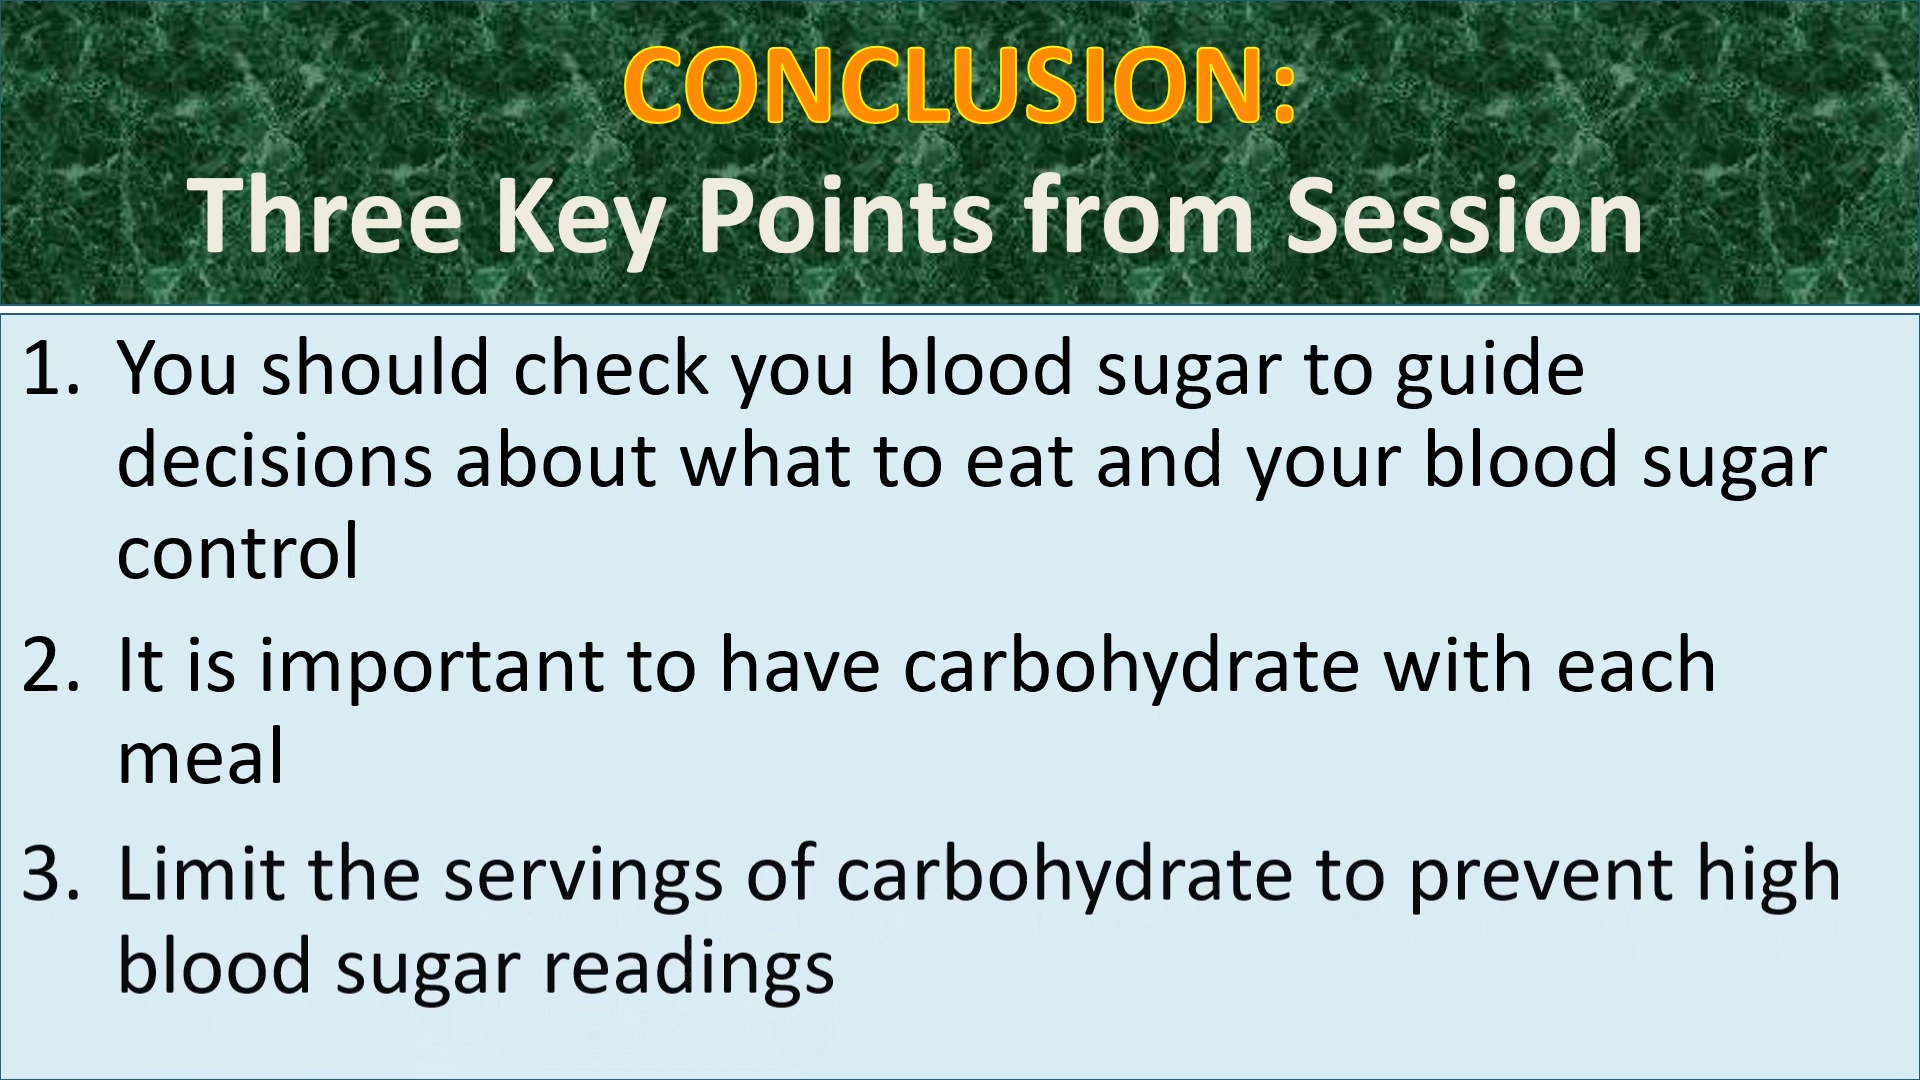 CONCLUSION:
Three Key Points from Session
1. You should check you blood sugar to guide
decisions about what to eat and your blood sugar
control
2. It is important to have carbohydrate with each
meal
3. Limit the servings of carbohydrate to prevent high
blood sugar readings